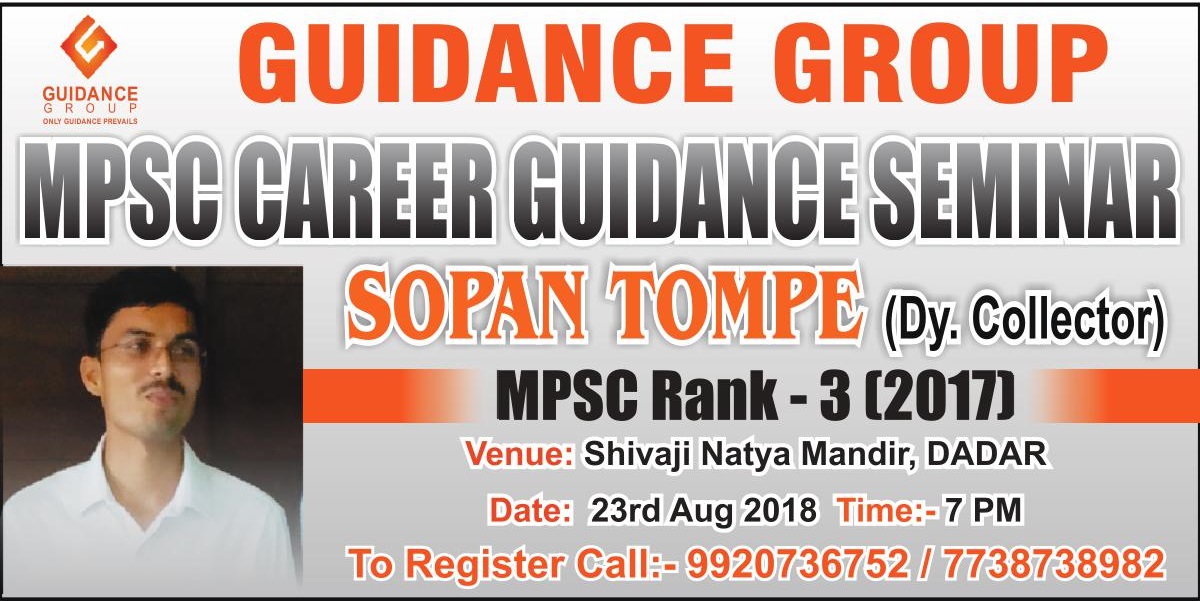 GUIDANCE
GROUP
ONLY GUIDANCE PREVAILS
GUIDANCE GROUP
MPSC CAREER GUIDANCE SEMINAR
SOPAN TOMPE (Dy. Collector)
MPSC Rank - 3 (2017)
Venue: Shivaji Natya Mandir, DADAR
Date: 23rd Aug 2018 Time:- 7 PM
To Register Call:- 9920736752 / 7738738982